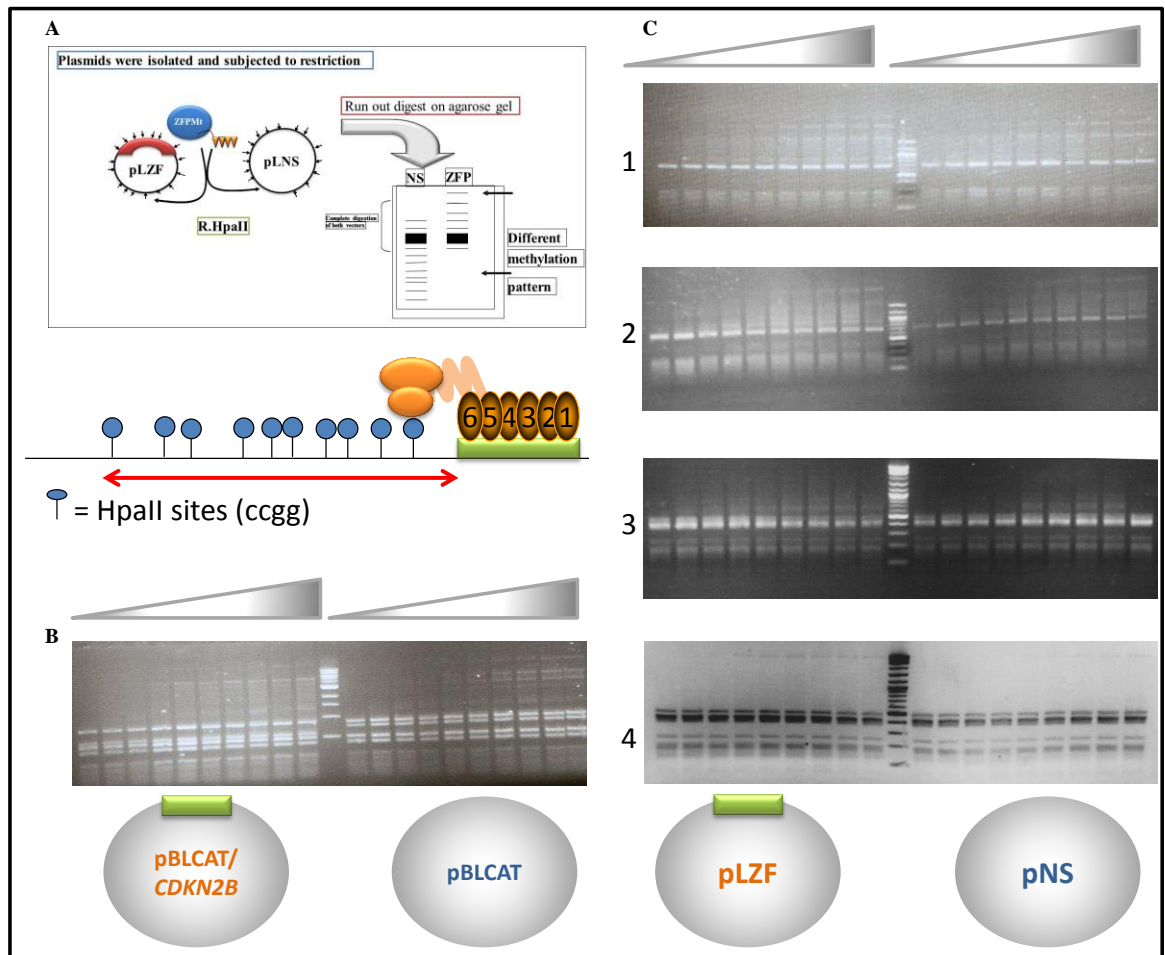 A
Plasmids were isolated and subjected to restriction
ZFPMt
pLZF
pLNS
R.HpaII
Run out digest on agarose gel
NS
ZFP
Complete digestion
of both vectors
Different
methylation
pattern
6 5 4 3 2 1
= HpaII sites (ccgg)
B
pBLCAT/
CDKN2B
pBLCAT
C
1
2
3
4
pLZF
pNS